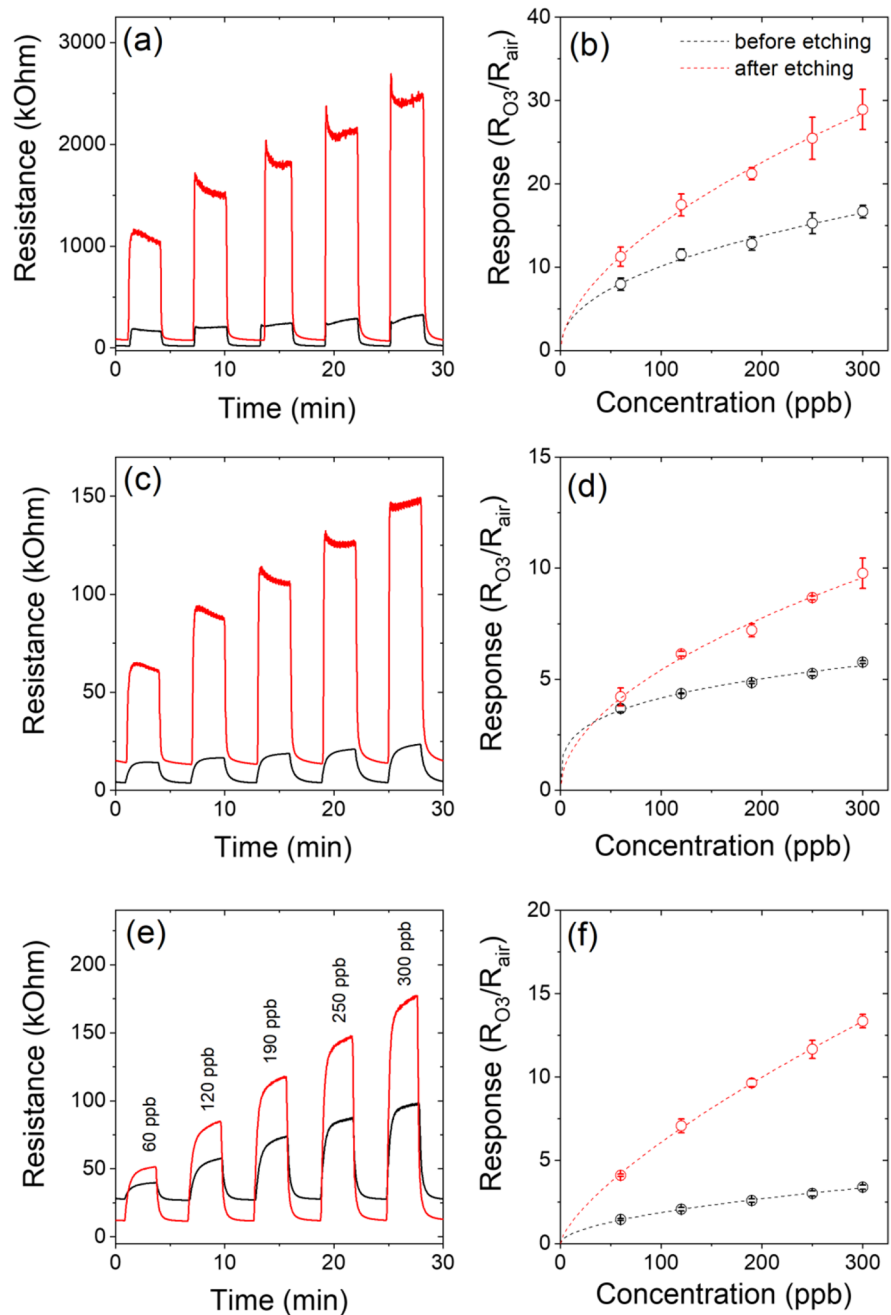 (a)
Resistance (kOhm)
3000
2000
1000
0
0 10 20 30
Time (min)
(b)
before etching
after etching
Response (R_O3/R_air)
40
30
20
10
0
0 100 200 300
Concentration (ppb)
(c)
Resistance (kOhm)
150
100
50
0
0 10 20 30
Time (min)
(d)
Response (R_O3/R_air)
15
10
5
0
0 100 200 300
Concentration (ppb)
(e)
60 ppb
120 ppb
190 ppb
250 ppb
300 ppb
Resistance (kOhm)
200
150
100
50
0
0 10 20 30
Time (min)
(f)
Response (R_O3/R_air)
20
15
10
5
0
0 100 200 300
Concentration (ppb)